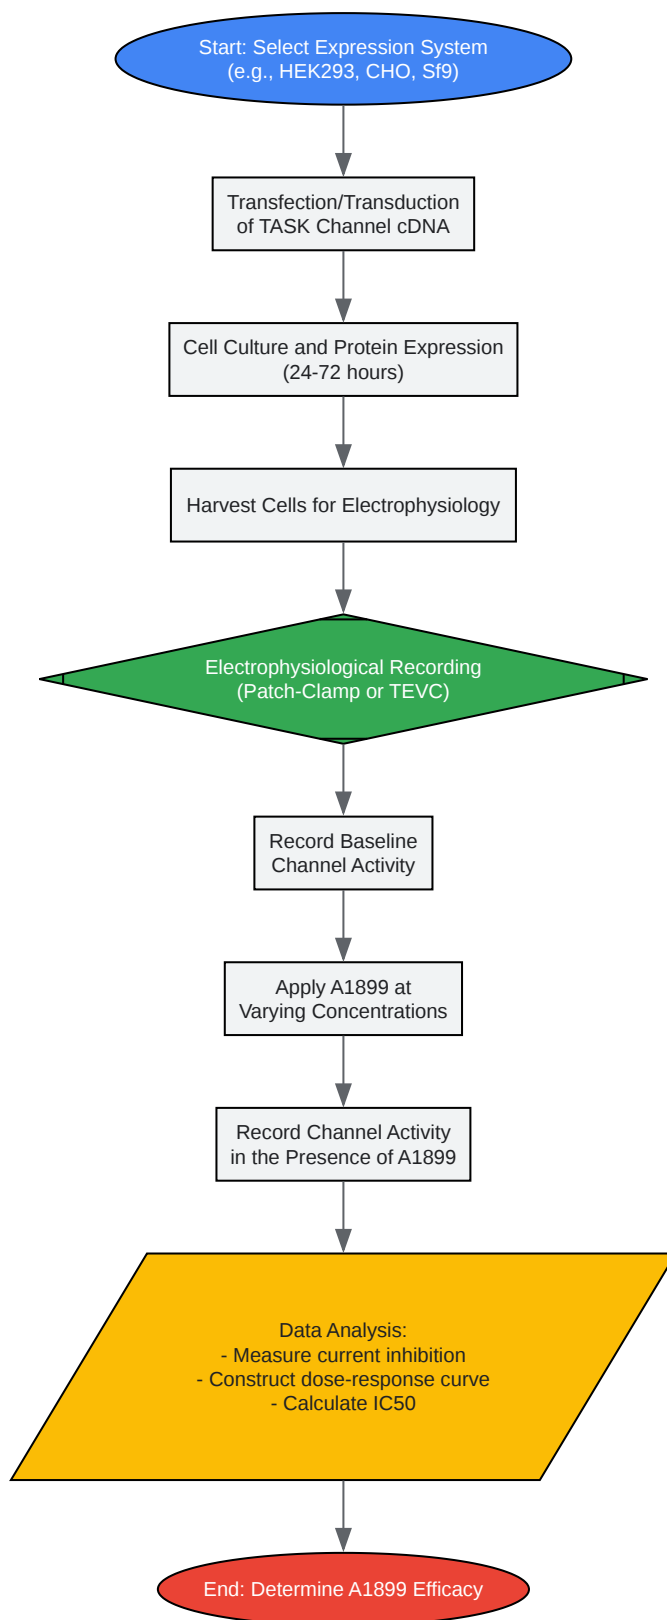 Start: Select Expression System
(e.g., HEK293, CHO, Sf9)
Transfection/Transduction
of TASK Channel cDNA
Cell Culture and Protein Expression
(24-72 hours)
Harvest Cells for Electrophysiology
Electrophysiological Recording
(Patch-Clamp or TEVC)
Record Baseline
Channel Activity
Apply A1899 at
Varying Concentrations
Record Channel Activity
in the Presence of A1899
Data Analysis:
- Measure current inhibition
- Construct dose-response curve
- Calculate IC50
End: Determine A1899 Efficacy